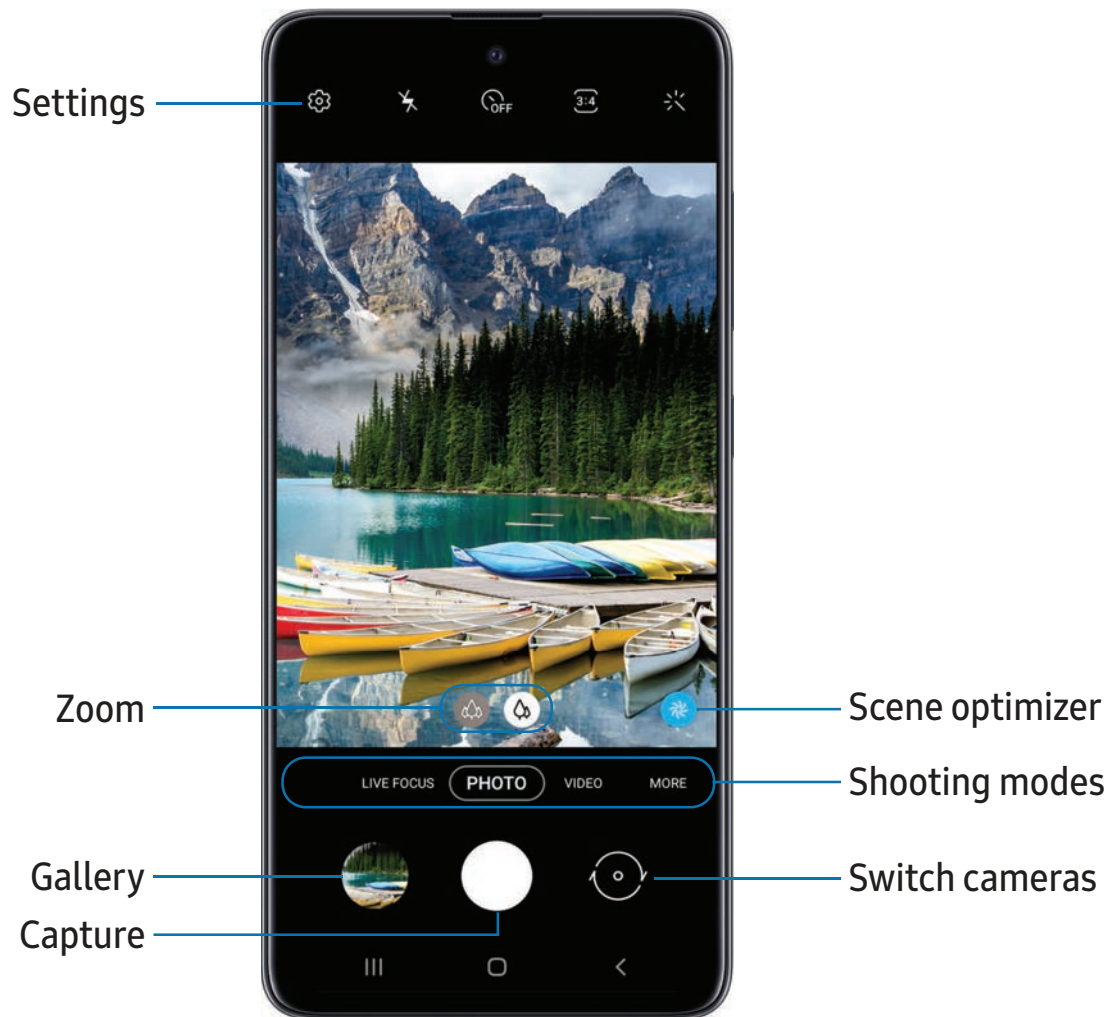 Settings
OFF
3:4
Zoom
Scene optimizer
LIVE FOCUS PHOTO VIDEO MORE
Shooting modes
Gallery
Switch cameras
Capture